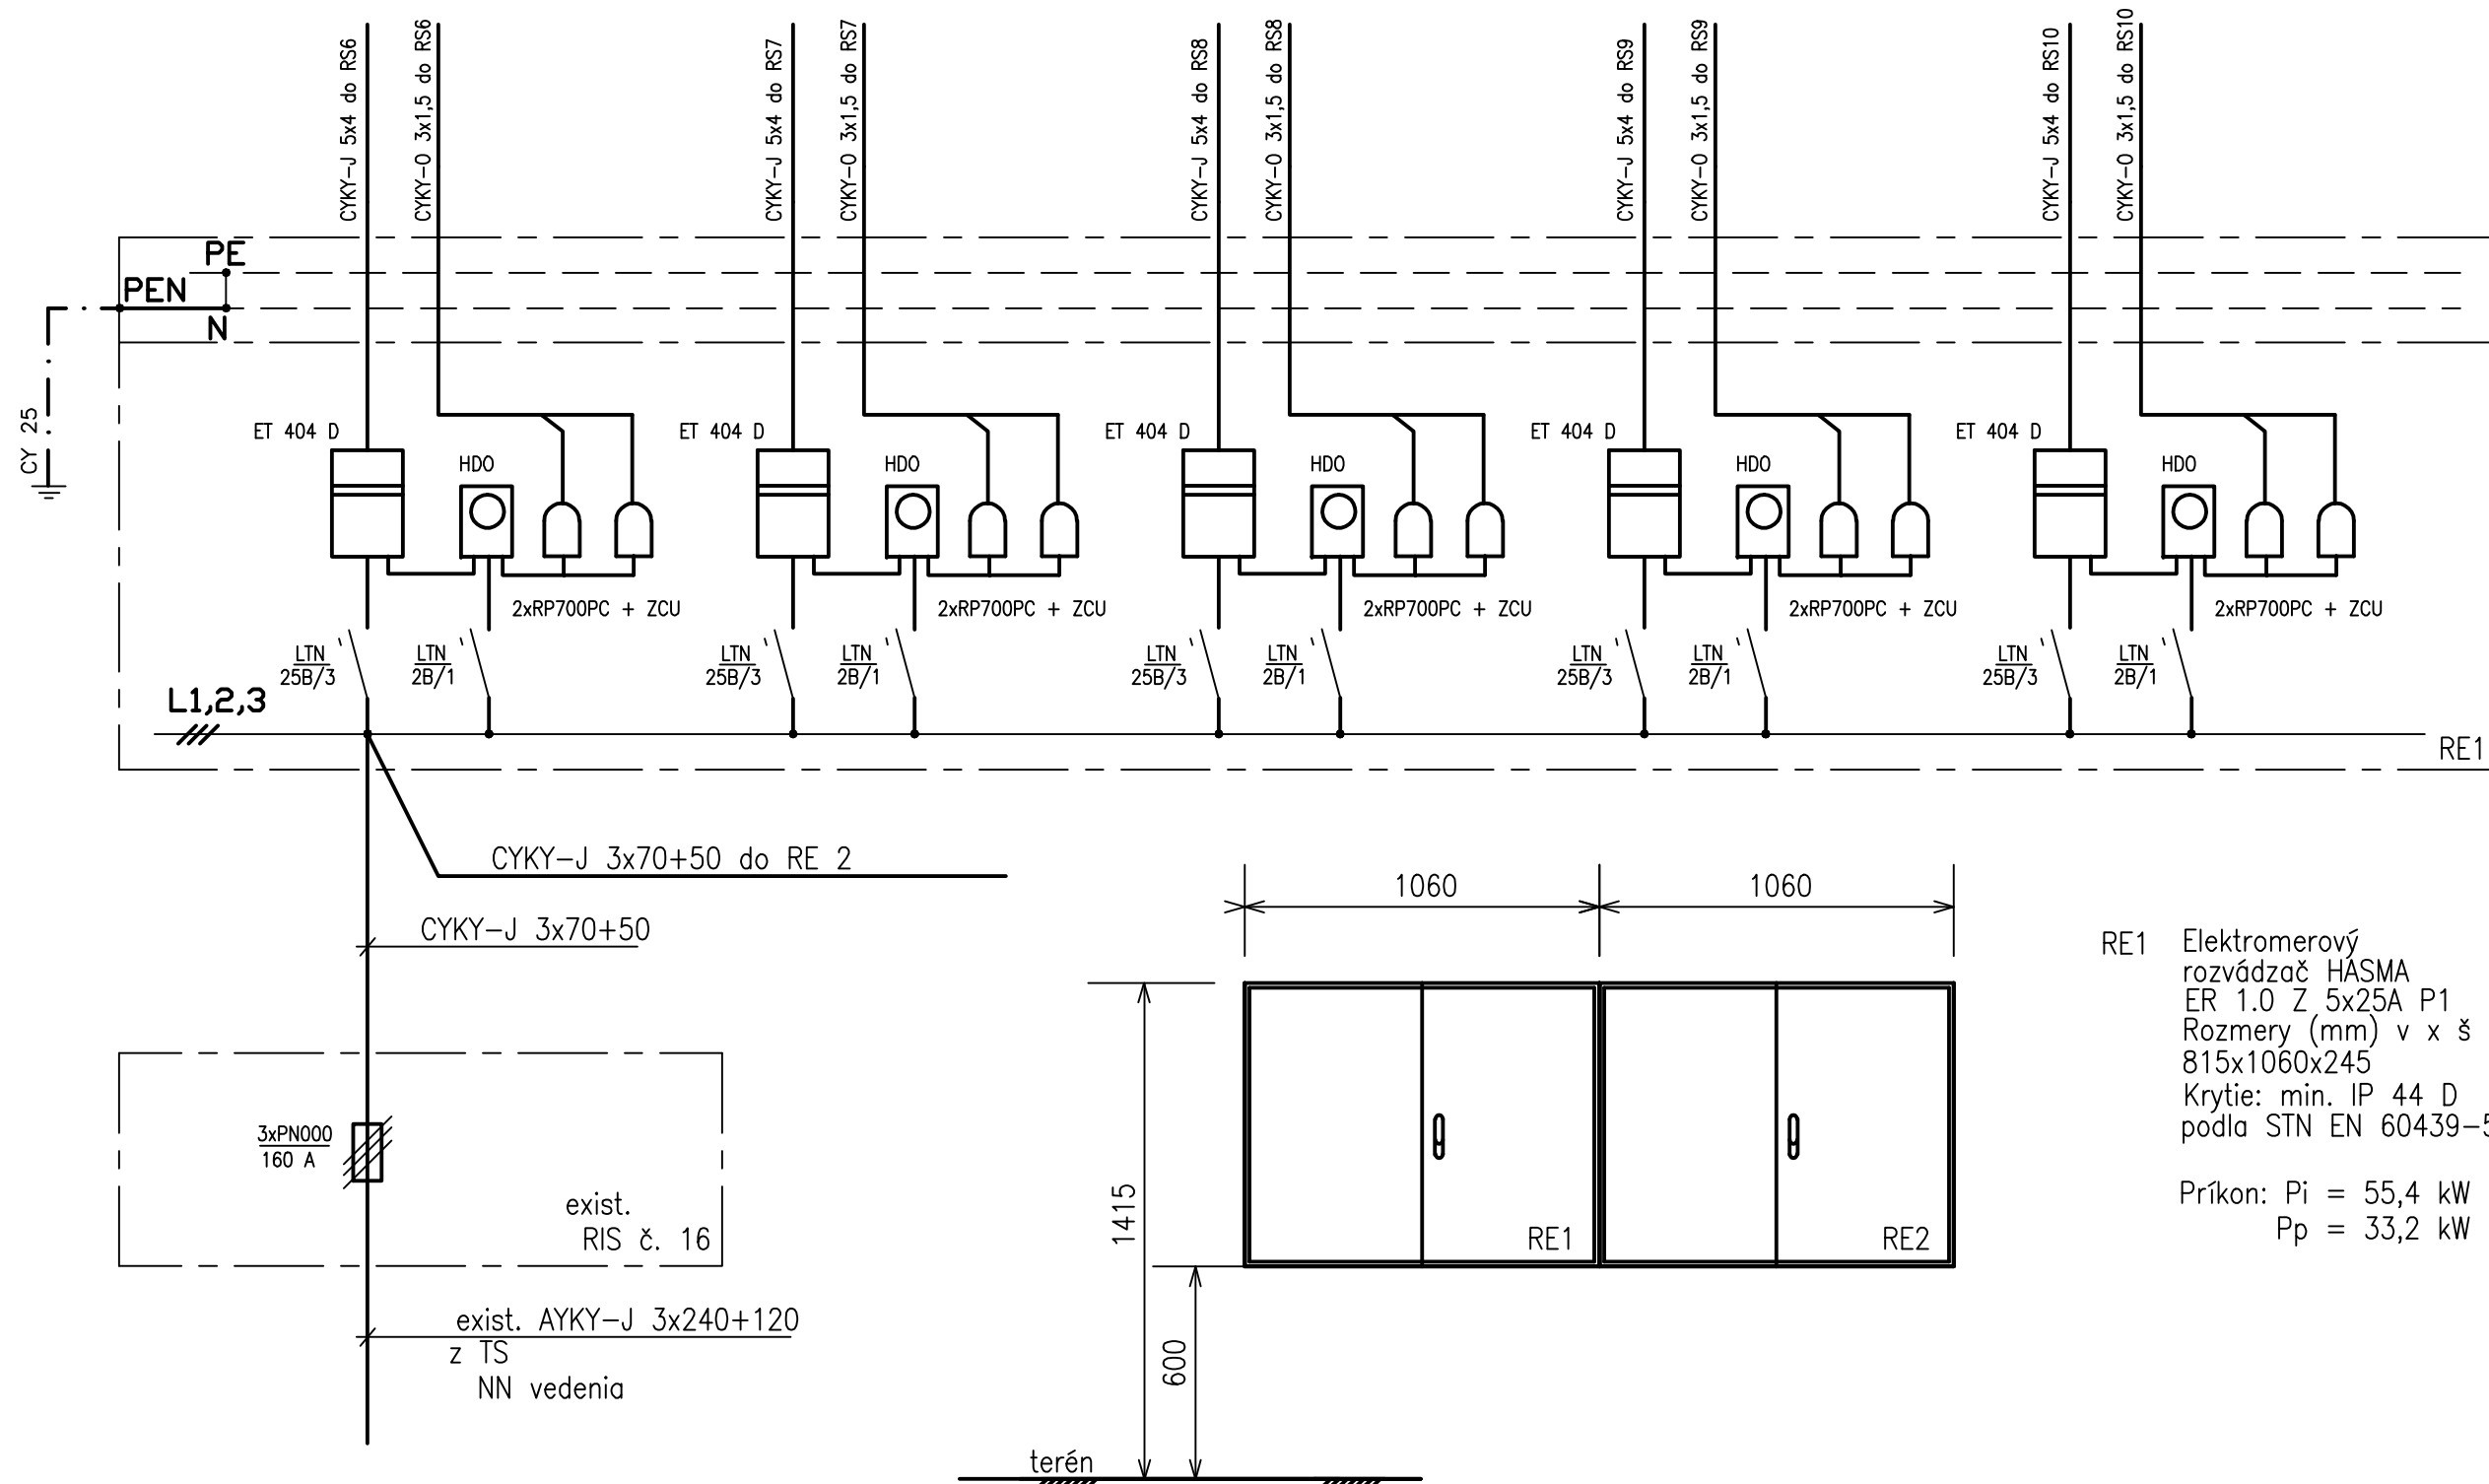 CYKY-J 5x4 do RS6
CYKY-O 3x1,5 do RS6
CYKY-J 5x4 do RS7
CYKY-O 3x1,5 do RS7
CYKY-J 5x4 do RS8
CYKY-O 3x1,5 do RS8
CYKY-J 5x4 do RS9
CYKY-O 3x1,5 do RS9
CYKY-J 5x4 do RS10
CYKY-O 3x1,5 do RS10
PE
PEN
N
CY 25
ET 404 D
HDO
ET 404 D
HDO
ET 404 D
HDO
ET 404 D
HDO
ET 404 D
HDO
2xRP700PC + ZCU
2xRP700PC + ZCU
2xRP700PC + ZCU
2xRP700PC + ZCU
2xRP700PC + ZCU
LTN
25B/3
LTN
2B/1
LTN
25B/3
LTN
2B/1
LTN
25B/3
LTN
2B/1
LTN
25B/3
LTN
2B/1
LTN
25B/3
LTN
2B/1
L1,2,3
RE1
CYKY-J 3x70+50 do RE 2
CYKY-J 3x70+50
3xPN000
160 A
exist.
RIS č. 16
exist. AYKY-J 3x240+120
z TS
NN vedenia
1060
1060
1415
600
RE1
RE2
terén
RE1
Elektromerový
rozvádzač HASMA
ER 1.0 Z 5x25A P1
Rozmery (mm) v x š
815x1060x245
Krytie: min. IP 44 D
podla STN EN 60439-5
Príkon: Pi = 55,4 kW
Pp = 33,2 kW